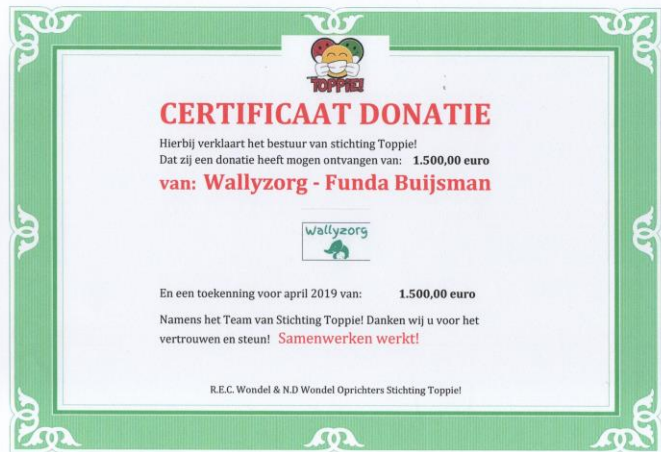 TOPPIE!
CERTIFICAAT DONATIE
Hierbij verklaart het bestuur van stichting Toppie!
Dat zij een donatie heeft mogen ontvangen van: 1.500,00 euro
van: Wallyzorg - Funda Buijsman
wallyzorg
En een toekenning voor april 2019 van: 1.500,00 euro
Namens het Team van Stichting Toppie! Danken wij u voor het
vertrouwen en steun! Samenwerken werkt!
R.E.C. Wondel & N.D Wondel Oprichters Stichting Toppie!